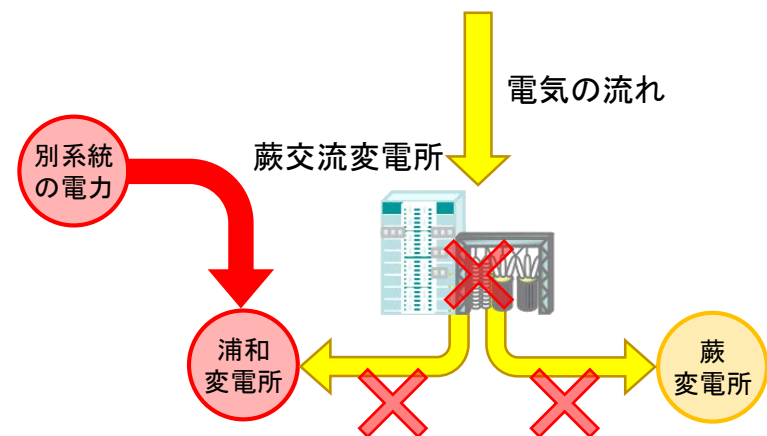 電気の流れ
蕨交流変電所
別系統
の電力
浦和
変電所
蕨
変電所